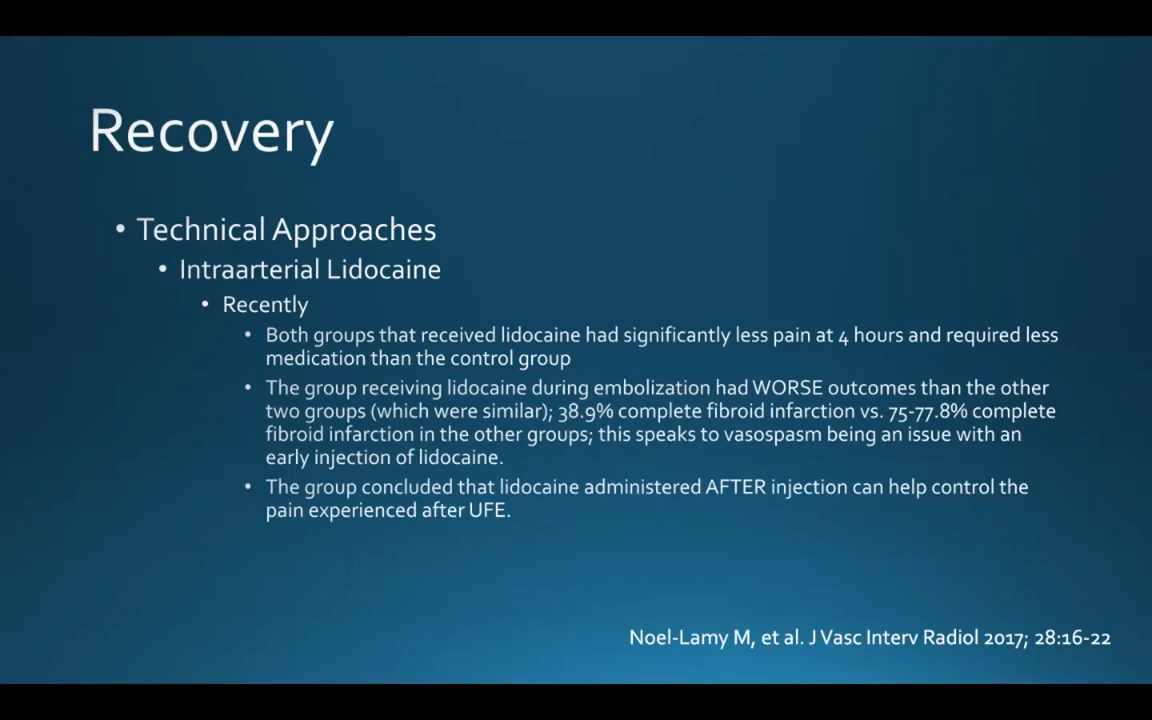 Recovery
• Technical Approaches
• Intraarterial Lidocaine
• Recently
• Both groups that received lidocaine had significantly less pain at 4 hours and required less
medication than the control group
• The group receiving lidocaine during embolization had WORSE outcomes than the other
two groups (which were similar); 38.9% complete fibroid infarction vs. 75-77.8% complete
fibroid infarction in the other groups; this speaks to vasospasm being an issue with an
early injection of lidocaine.
• The group concluded that lidocaine administered AFTER injection can help control the
pain experienced after UFE.
Noel-Lamy M, et al. J Vasc Interv Radiol 2017; 28:16-22